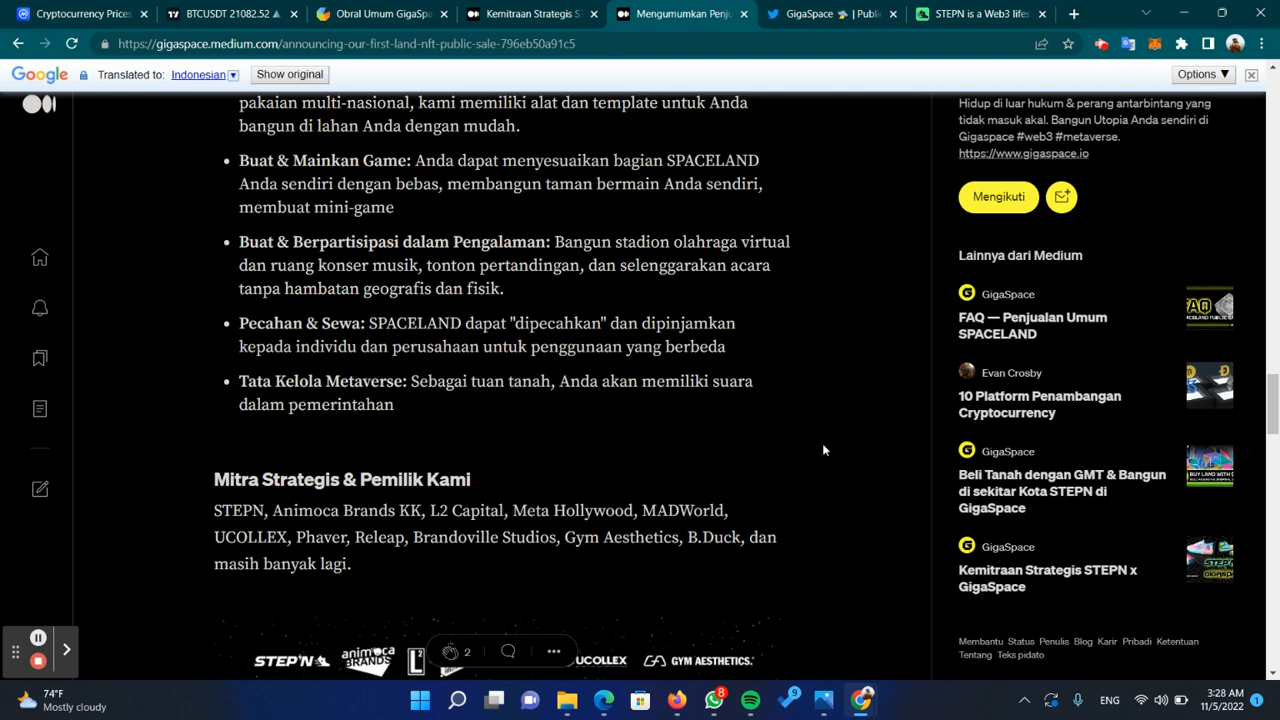 Cryptocurrency Prices,
BTCUSDT 21082.52
Obral Umum GigaSpa
Kemitraan Strategis S
Mengumumkan Penju
GigaSpace | Public
STEPN is a Web3 lifes
https://gigaspace.medium.com/announcing-our-first-land-nft-public-sale-796eb50a91c5
Google Translated to: Indonesian Show original Options
pakaian multi-nasional, kami memiliki alat dan template untuk Anda
bangun di lahan Anda dengan mudah.
Buat & Mainkan Game: Anda dapat menyesuaikan bagian SPACELAND
Anda sendiri dengan bebas, membangun taman bermain Anda sendiri,
membuat mini-game
Buat & Berpartisipasi dalam Pengalaman: Bangun stadion olahraga virtual
dan ruang konser musik, tonton pertandingan, dan selenggarakan acara
tanpa hambatan geografis dan fisik.
Pecahan & Sewa: SPACELAND dapat "dipecahkan" dan dipinjamkan
kepada individu dan perusahaan untuk penggunaan yang berbeda
Tata Kelola Metaverse: Sebagai tuan tanah, Anda akan memiliki suara
dalam pemerintahan
Mitra Strategis & Pemilik Kami
STEPN, Animoca Brands KK, L2 Capital, Meta Hollywood, MADWorld,
UCOLLEX, Phaver, Releap, Brandoville Studios, Gym Aesthetics, B.Duck, dan
masih banyak lagi.
STEP'N animoca BRANDS UCOLLEX GYM AESTHETICS.
2
Hidup di luar hukum & perang antarbintang yang
tidak masuk akal. Bangun Utopia Anda sendiri di
Gigaspace #web3 #metaverse.
https://www.gigaspace.io
Mengikuti
Lainnya dari Medium
GigaSpace
FAQ — Penjualan Umum
SPACELAND
Evan Crosby
10 Platform Penambangan
Cryptocurrency
GigaSpace
Beli Tanah dengan GMT & Bangun
di sekitar Kota STEPN di
GigaSpace
GigaSpace
Kemitraan Strategis STEPN x
GigaSpace
Membantu Status Penulis Blog Karir Pribadi Ketentuan
Tentang Teks pidato
74°F
Mostly cloudy
8
9
ENG
3:28 AM
11/5/2022
1